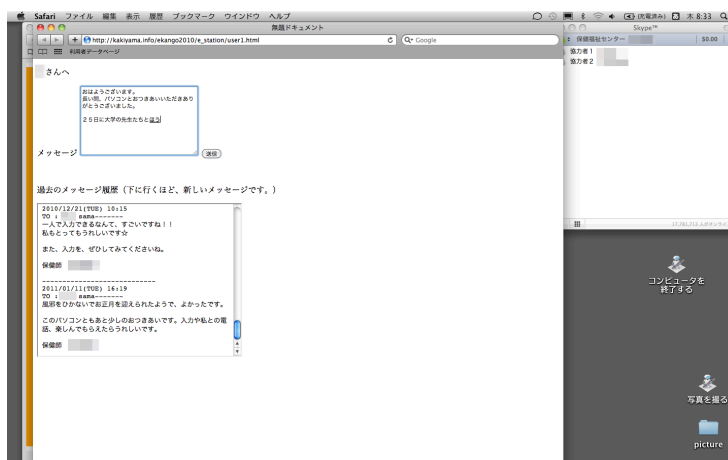 Safari ファイル 編集 表示 履歴 ブックマーク ウインドウ ヘルプ
(充電済み) 木 8:33
無題ドキュメント
http://kakiyama.info/ekango2010/e_station/user1.html
Google
利用者データページ
さんへ
おはようございます。
長い間、パソコンとおつきあいいただきあり
がとうございました。
２５日に大学の先生たちとほう
メッセージ
送信
過去のメッセージ履歴（下に行くほど、新しいメッセージです。）
2010/12/21(TUE) 10:15
TO : sama-------
一人で入力できるなんて、すごいですね！！
私もとってもうれしいです☆
また、入力を、ぜひしてみてくださいね。
保健師
----------------------------
2011/01/11(TUE) 16:19
TO : sama-------
風邪をひかないでお正月を迎えられたようで、よかったです。
このパソコンともあと少しのおつきあいです。入力や私との電
話、楽しんでもらえたらうれしいです。
保健師
Skype™
保健福祉センター
$0.00
協力者１
協力者２
コンピュータを
終了する
写真を撮る
picture